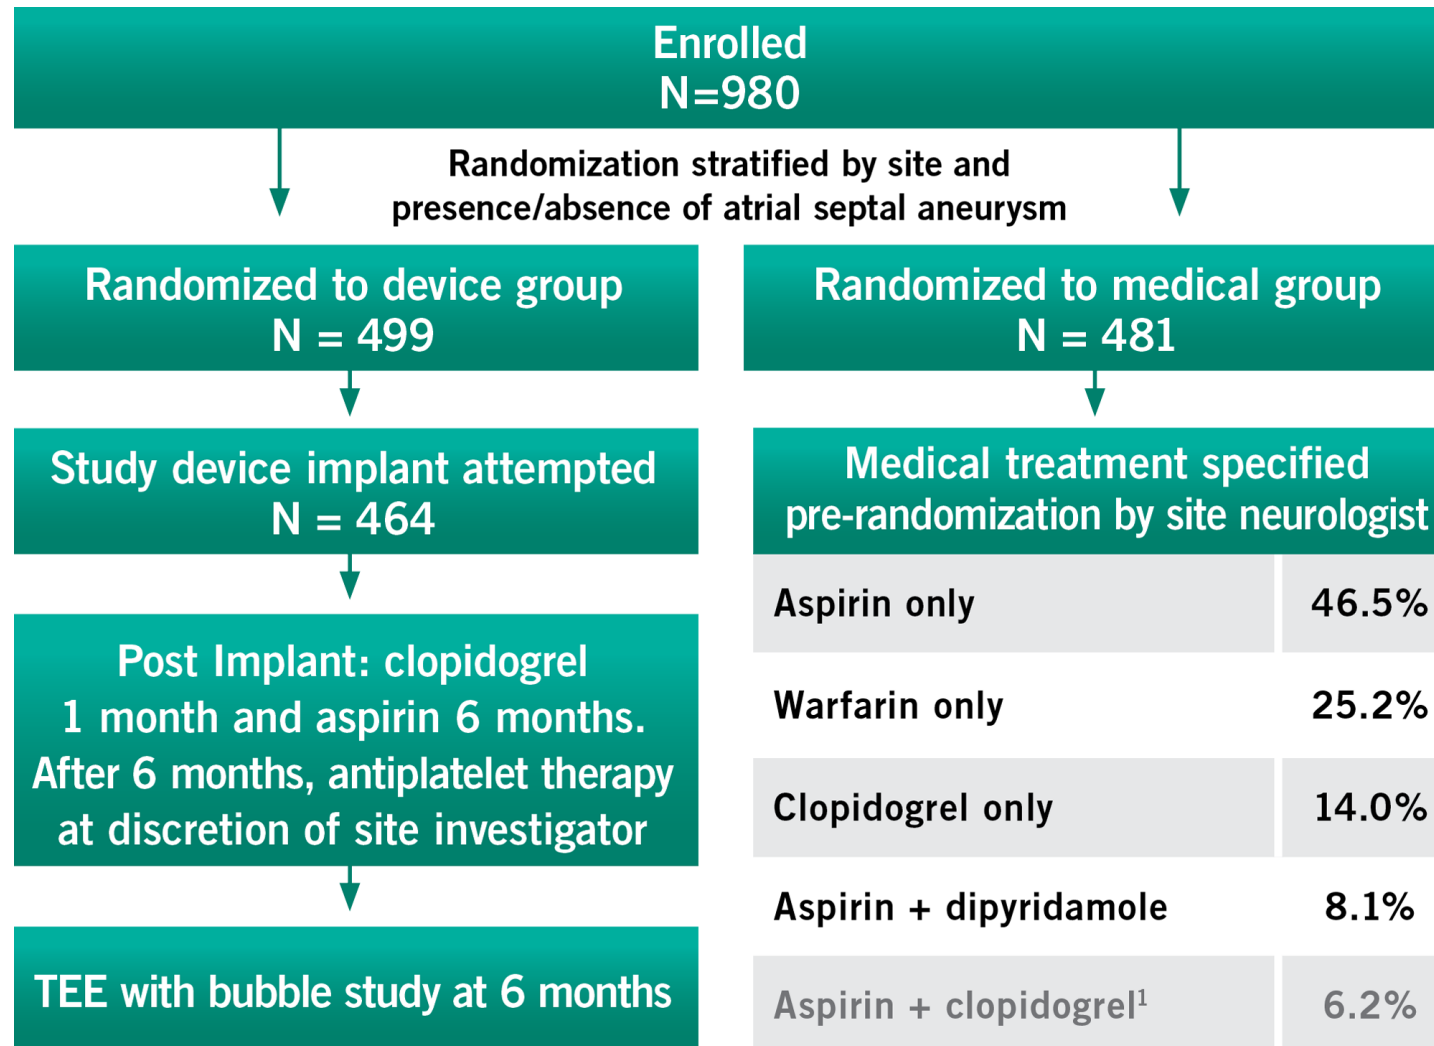 Enrolled
N=980
Randomization stratified by site and
presence/absence of atrial septal aneurysm
Randomized to device group
N = 499
Study device implant attempted
N = 464
Post Implant: clopidogrel
1 month and aspirin 6 months.
After 6 months, antiplatelet therapy
at discretion of site investigator
TEE with bubble study at 6 months
Randomized to medical group
N = 481
Medical treatment specified
pre-randomization by site neurologist
Aspirin only 46.5%
Warfarin only 25.2%
Clopidogrel only 14.0%
Aspirin + dipyridamole 8.1%
Aspirin + clopidogrel¹ 6.2%